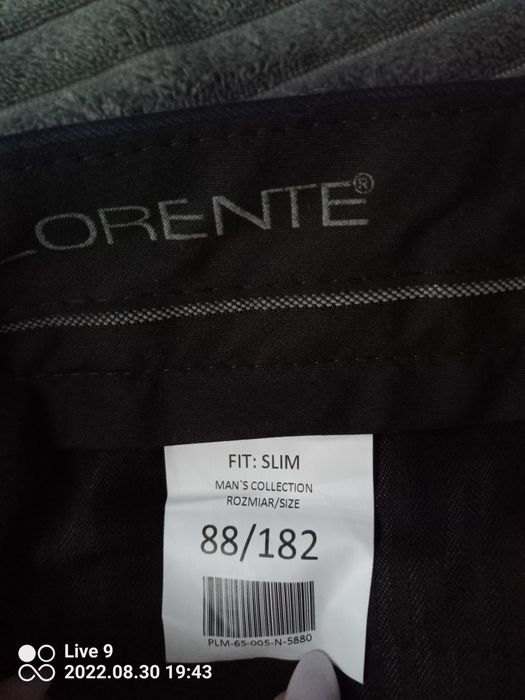 LORENTE®
FIT: SLIM
MAN`S COLLECTION
ROZMIAR/SIZE
88/182
PLM-65-005-N-5880
Live 9
2022.08.30 19:43